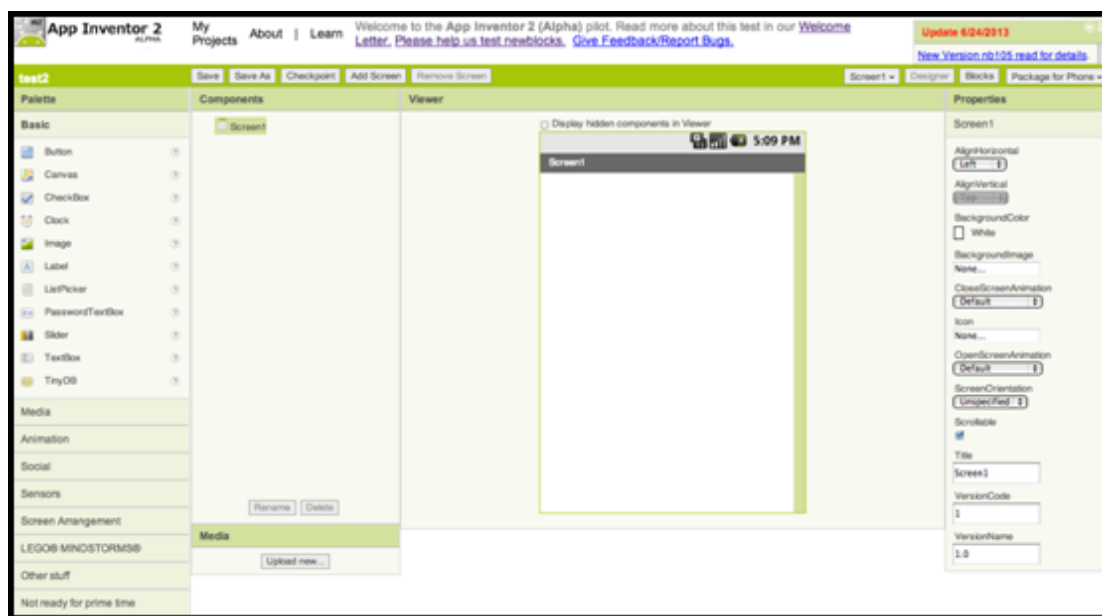 App Inventor 2
ALPHA
My Projects
About | Learn
Welcome to the App Inventor 2 (Alpha) pilot. Read more about this test in our Welcome
Letter. Please help us test newblocks. Give Feedback/Report Bugs.
Update 6/24/2013
New Version nb105 read for details.
test2
Save
Save As
Checkpoint
Add Screen
Remove Screen
Screen1
Designer
Blocks
Package for Phone
Palette
Basic
Button
Canvas
CheckBox
Clock
Image
Label
ListPicker
PasswordTextBox
Slider
TextBox
TinyDB
Media
Animation
Social
Sensors
Screen Arrangement
LEGO® MINDSTORMS®
Other stuff
Not ready for prime time
Components
Screen1
Rename
Delete
Media
Upload new...
Viewer
Display hidden components in Viewer
5:09 PM
Screen1
Properties
Screen1
AlignHorizontal
Left
AlignVertical
Top
BackgroundColor
White
BackgroundImage
None...
CloseScreenAnimation
Default
Icon
None...
OpenScreenAnimation
Default
ScreenOrientation
Unspecified
Scrollable
Title
Screen1
VersionCode
1
VersionName
1.0